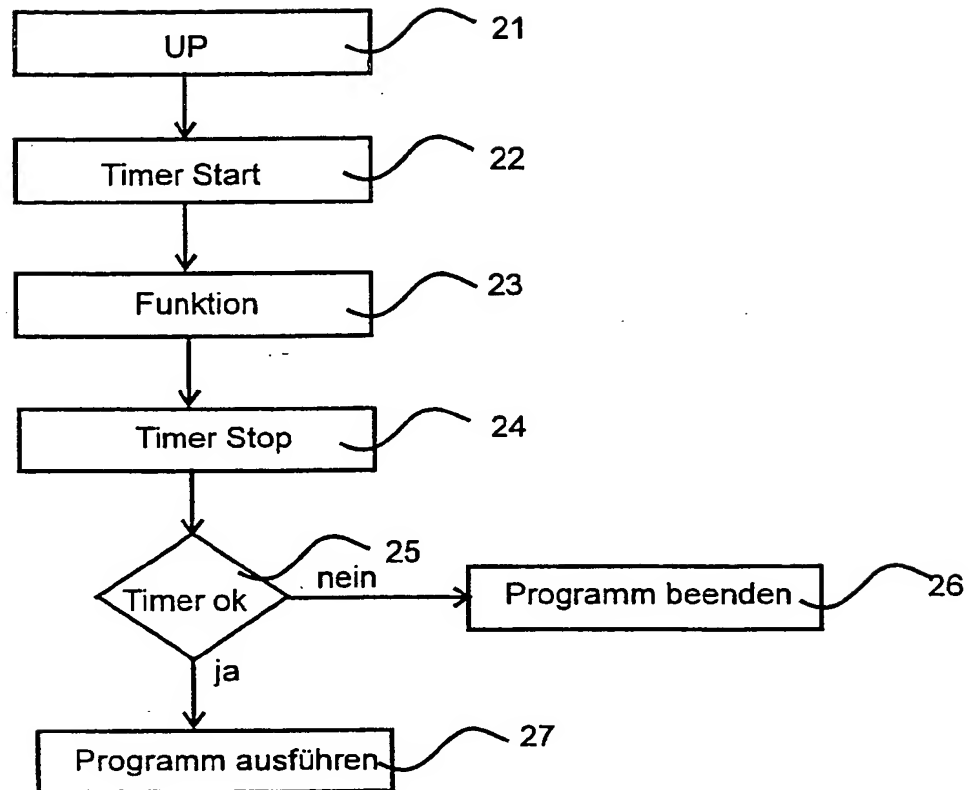 UP
21
Timer Start
22
Funktion
23
Timer Stop
24
Timer ok
25
nein
Programm beenden
26
ja
Programm ausführen
27